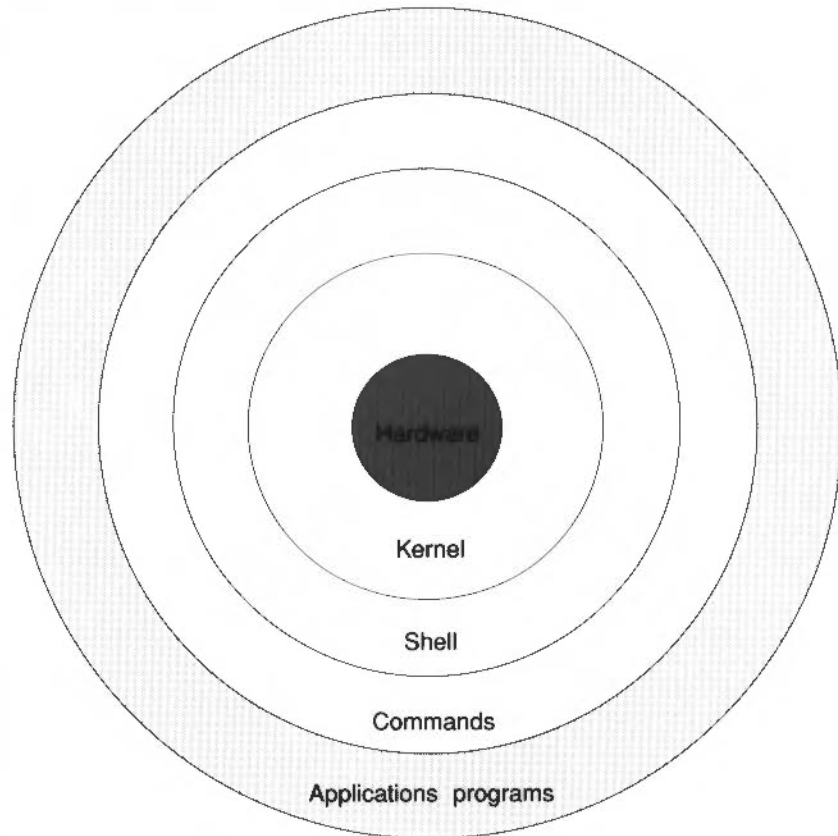 Hardware
Kernel
Shell
Commands
Applications programs